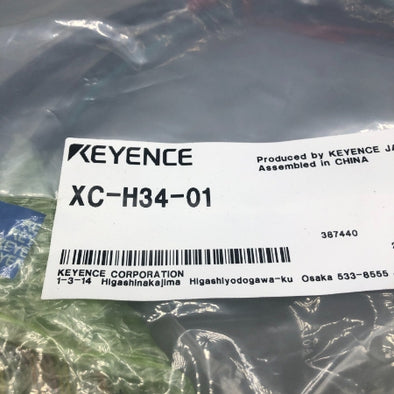 KEYENCE
Produced by KEYENCE JA
Assembled in CHINA
XC-H34-01
387440
KEYENCE CORPORATION
1-3-14 Higashinakajima Higashiyodogawa-ku Osaka 533-8555